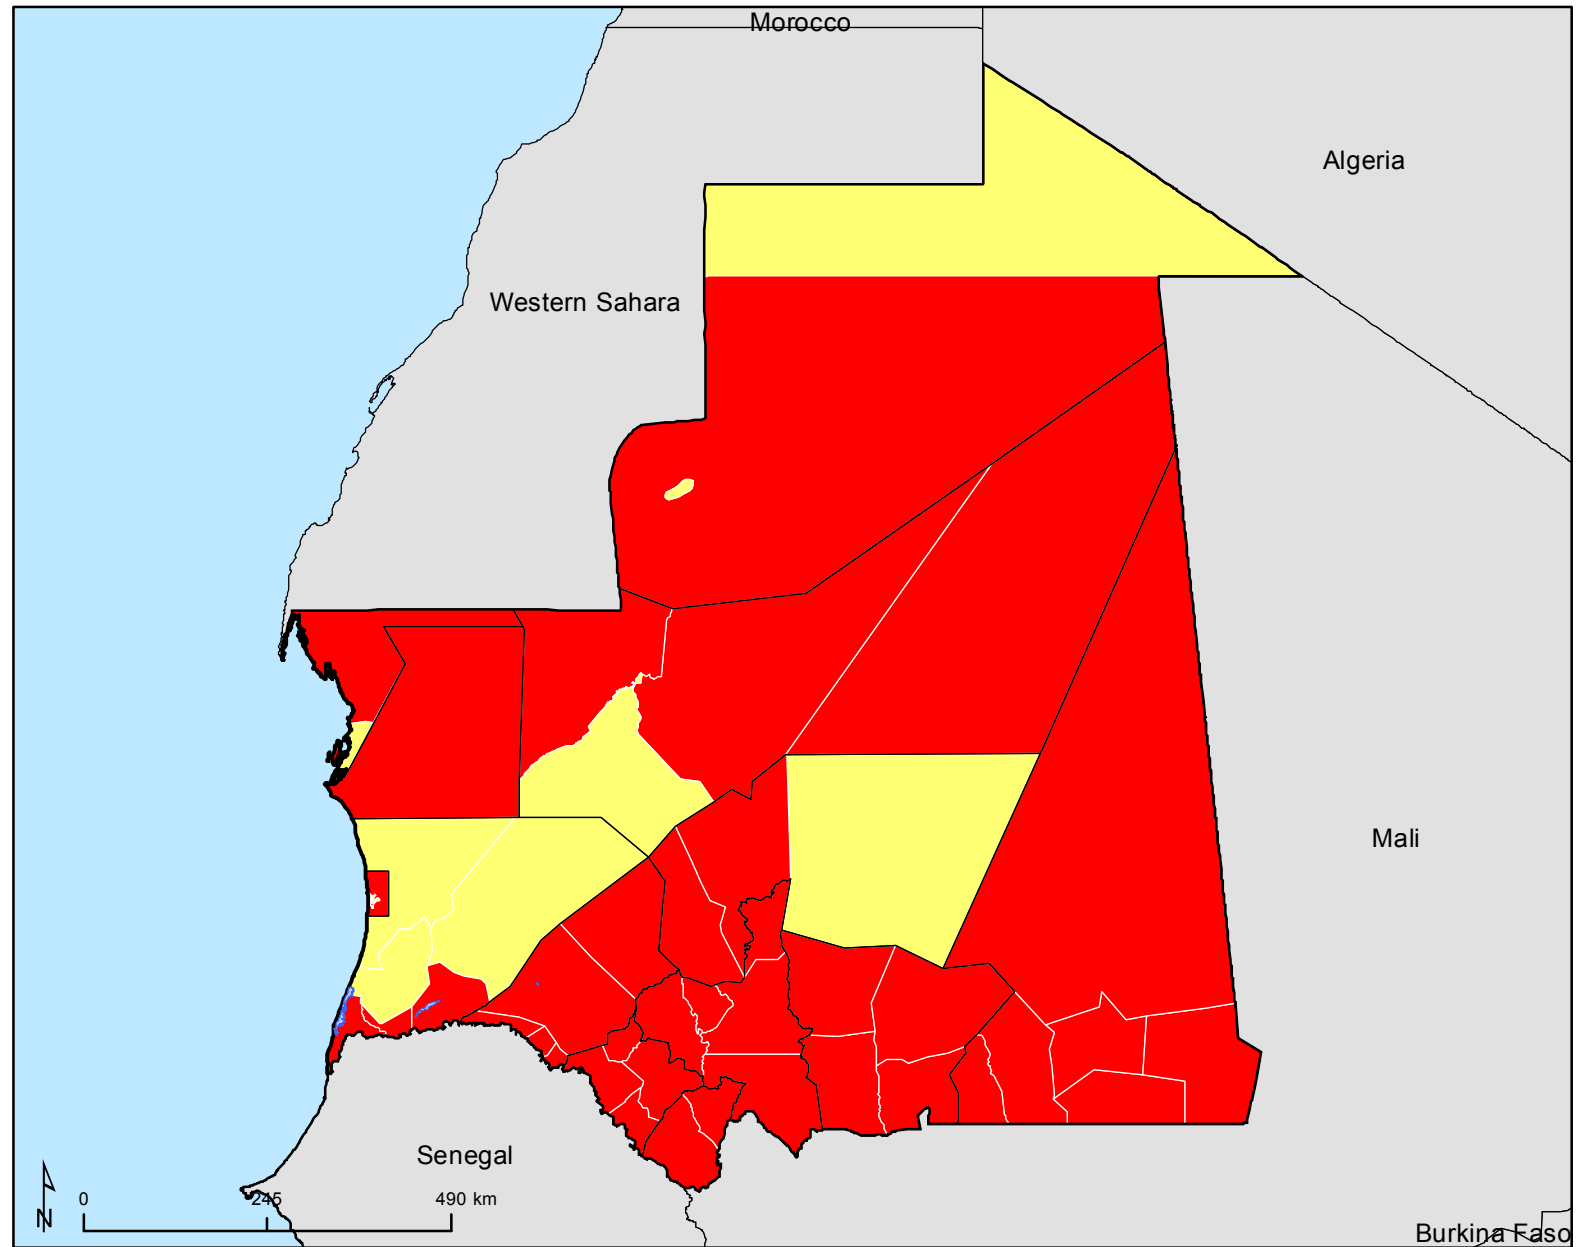 Morocco
Algeria
Western Sahara
Mali
Senegal
0 245 490 km
N
Burkina Faso